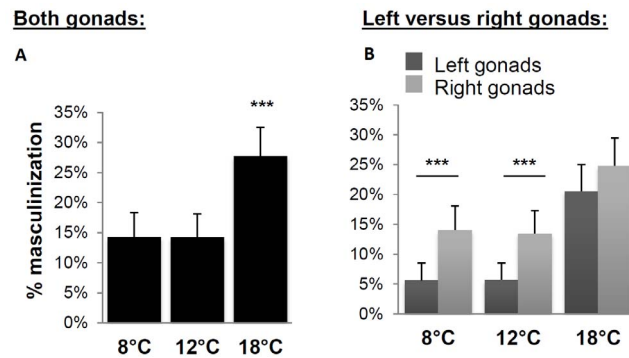 Both gonads:
A
% masculinization
35%
30%
25%
20%
15%
10%
5%
0%
***
8°C 12°C 18°C
Left versus right gonads:
B
Left gonads
Right gonads
35%
30%
25%
20%
15%
10%
5%
0%
*** ***
8°C 12°C 18°C